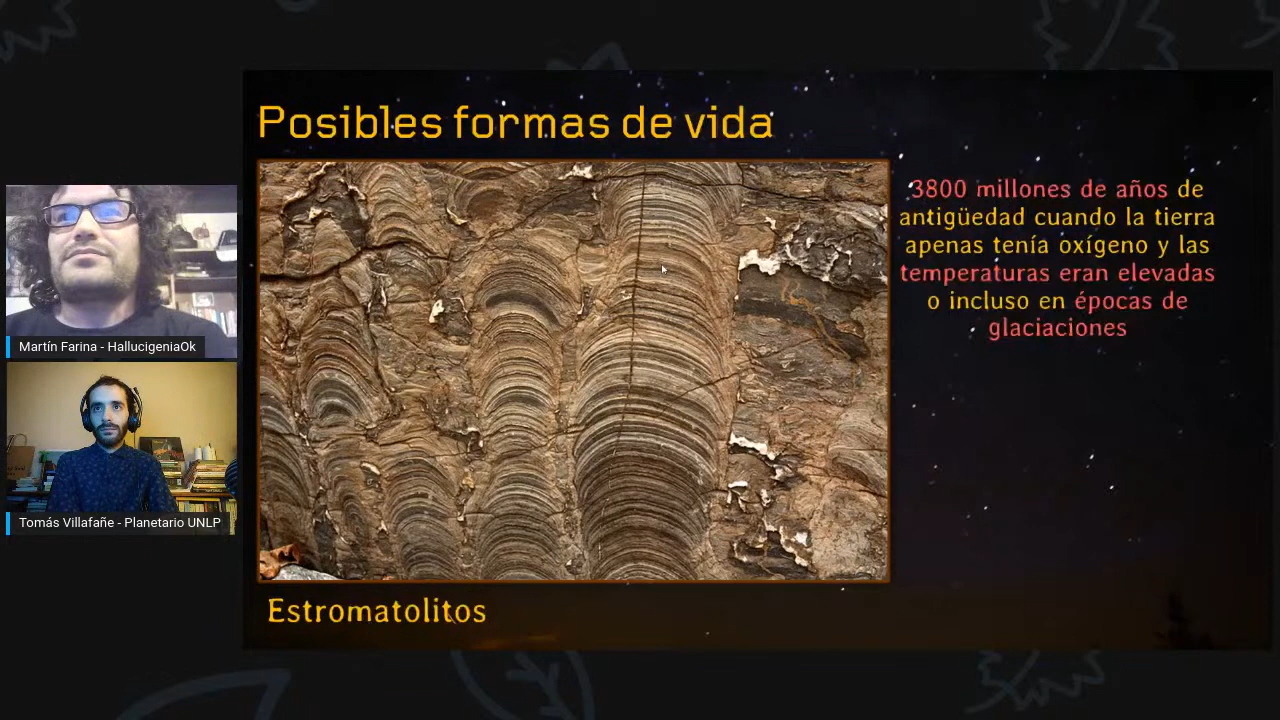 Posibles formas de vida
3800 millones de años de
antigüedad cuando la tierra
apenas tenía oxígeno y las
temperaturas eran elevadas
o incluso en épocas de
glaciaciones
Martín Farina - HallucigeniaOk
Tomás Villafañe - Planetario UNLP
Estromatolitos